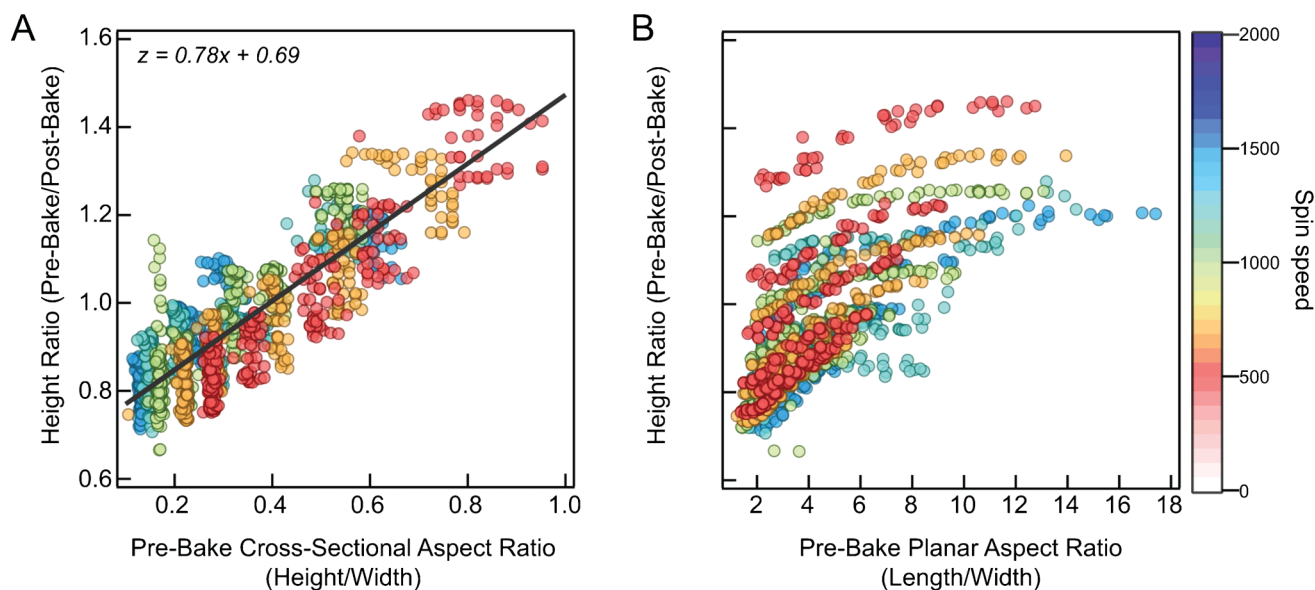 A
z = 0.78x + 0.69
Height Ratio (Pre-Bake/Post-Bake)
1.6
1.4
1.2
1.0
0.8
0.6
0.2
0.4
0.6
0.8
1.0
Pre-Bake Cross-Sectional Aspect Ratio
(Height/Width)
B
Height Ratio (Pre-Bake/Post-Bake)
2
4
6
8
10
12
14
16
18
Pre-Bake Planar Aspect Ratio
(Length/Width)
2000
1500
1000
500
0
Spin speed